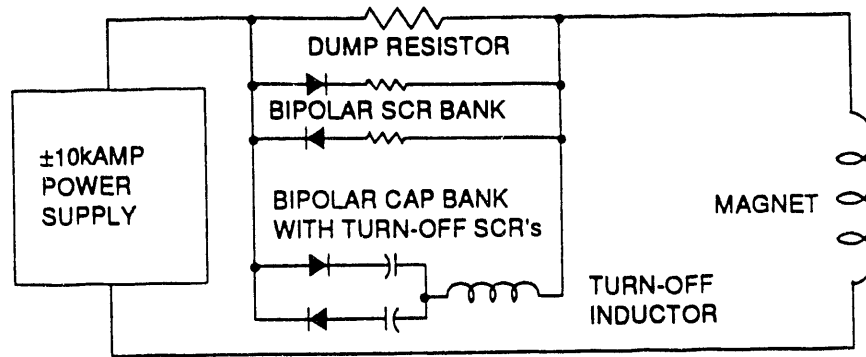 DUMP RESISTOR
BIPOLAR SCR BANK
±10kAMP
POWER
SUPPLY
BIPOLAR CAP BANK
WITH TURN-OFF SCR's
MAGNET
TURN-OFF
INDUCTOR